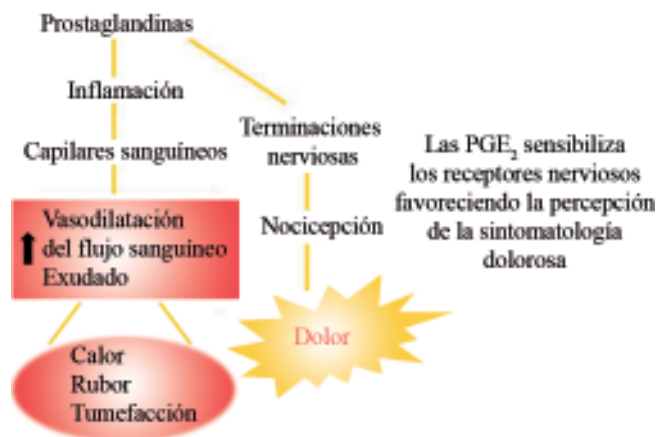 Prostaglandinas
Inflamación
Capilares sanguíneos
Vasodilatación
del flujo sanguíneo
Exudado
Calor
Rubor
Tumefacción
Terminaciones
nerviosas
Nocicepción
Dolor
Las PGE₂ sensibiliza
los receptores nerviosos
favoreciendo la percepción
de la sintomatología
dolorosa